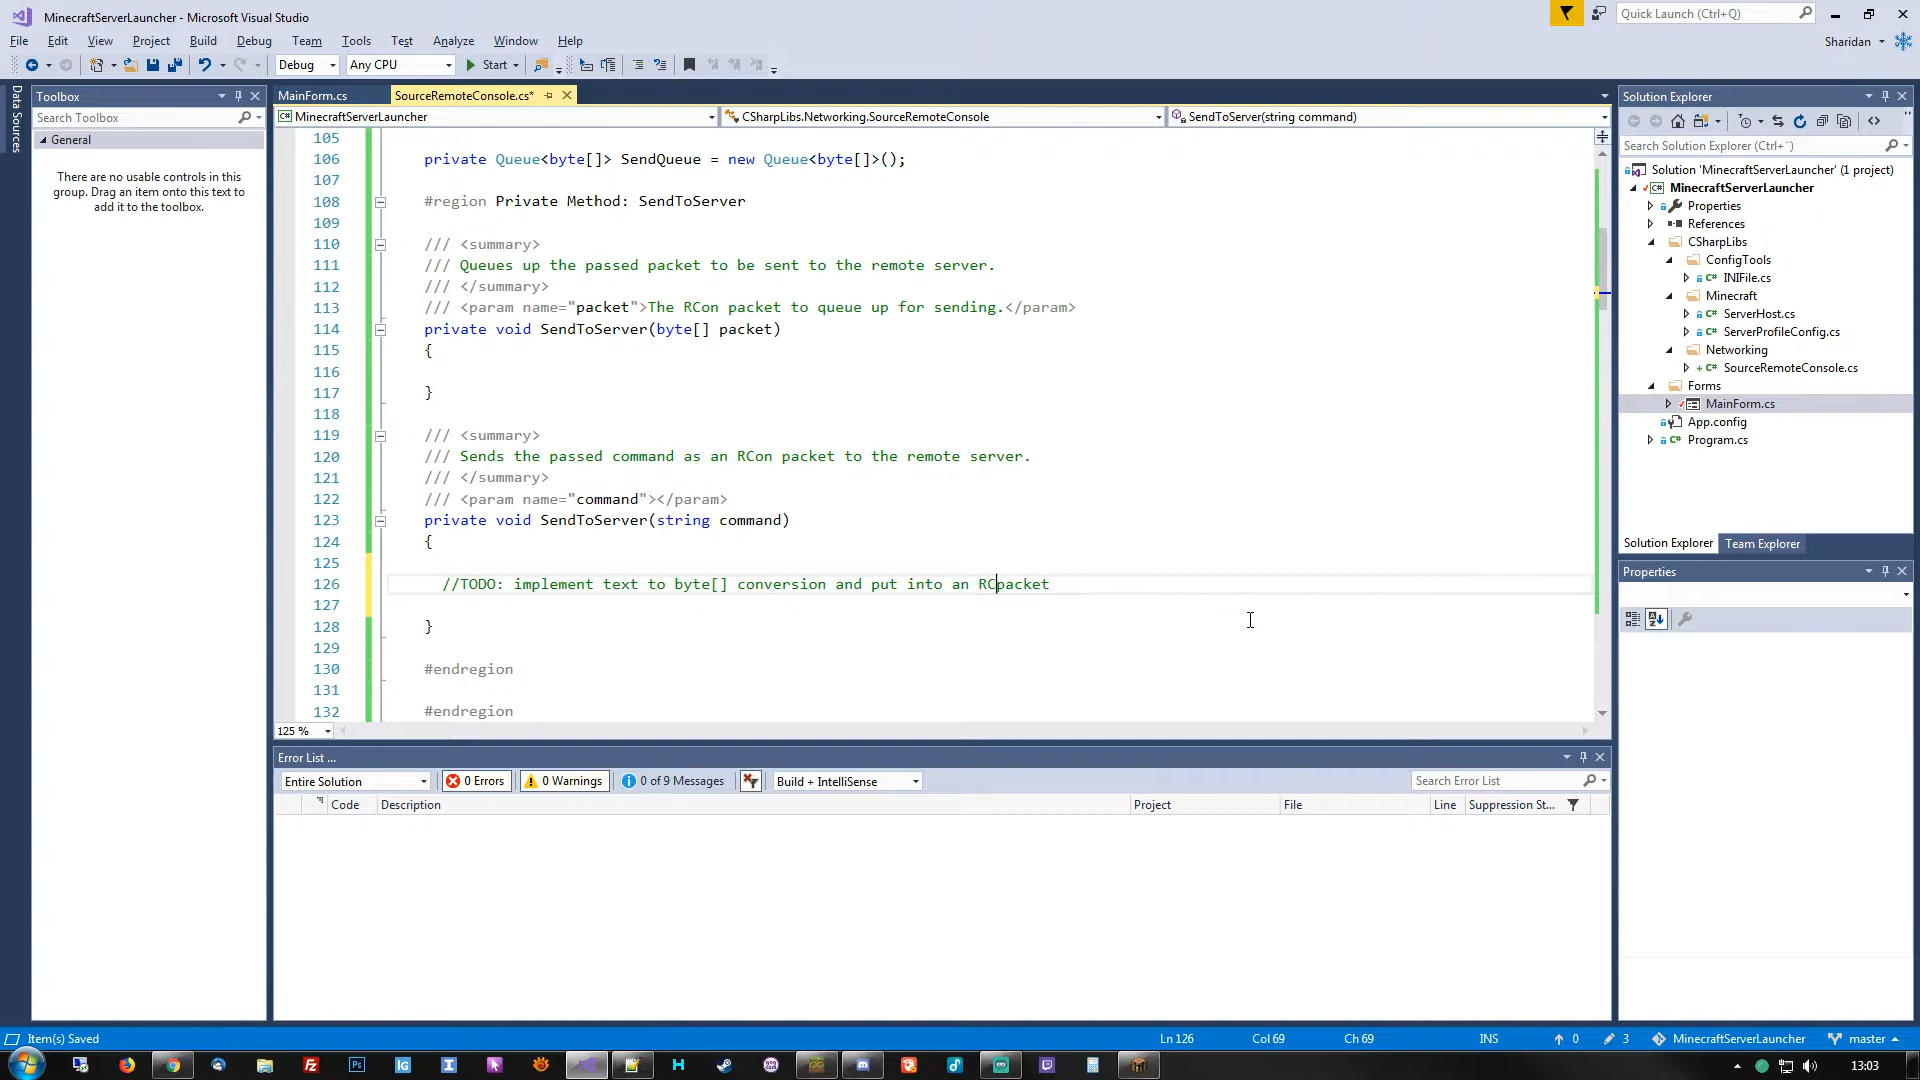 MinecraftServerLauncher - Microsoft Visual Studio
Quick Launch (Ctrl+Q)
File Edit View Project Build Debug Team Tools Test Analyze Window Help
Sharidan
Debug Any CPU Start
Data Sources
Toolbox
Search Toolbox
General
There are no usable controls in this
group. Drag an item onto this text to
add it to the toolbox.
MainForm.cs SourceRemoteConsole.cs*
MinecraftServerLauncher CSharpLibs.Networking.SourceRemoteConsole SendToServer(string command)
105
106 private Queue<byte[]> SendQueue = new Queue<byte[]>();
107
108 #region Private Method: SendToServer
109
110 /// <summary>
111 /// Queues up the passed packet to be sent to the remote server.
112 /// </summary>
113 /// <param name="packet">The RCon packet to queue up for sending.</param>
114 private void SendToServer(byte[] packet)
115 {
116
117 }
118
119 /// <summary>
120 /// Sends the passed command as an RCon packet to the remote server.
121 /// </summary>
122 /// <param name="command"></param>
123 private void SendToServer(string command)
124 {
125
126 //TODO: implement text to byte[] conversion and put into an RCpacket
127
128 }
129
130 #endregion
131
132 #endregion
125 %
Error List ...
Entire Solution 0 Errors 0 Warnings 0 of 9 Messages Build + IntelliSense Search Error List
Code Description Project File Line Suppression St...
Solution Explorer
Search Solution Explorer (Ctrl+¨)
Solution 'MinecraftServerLauncher' (1 project)
MinecraftServerLauncher
Properties
References
CSharpLibs
ConfigTools
INIFile.cs
Minecraft
ServerHost.cs
ServerProfileConfig.cs
Networking
SourceRemoteConsole.cs
Forms
MainForm.cs
App.config
Program.cs
Solution Explorer Team Explorer
Properties
Item(s) Saved Ln 126 Col 69 Ch 69 INS 0 3 MinecraftServerLauncher master
13:03